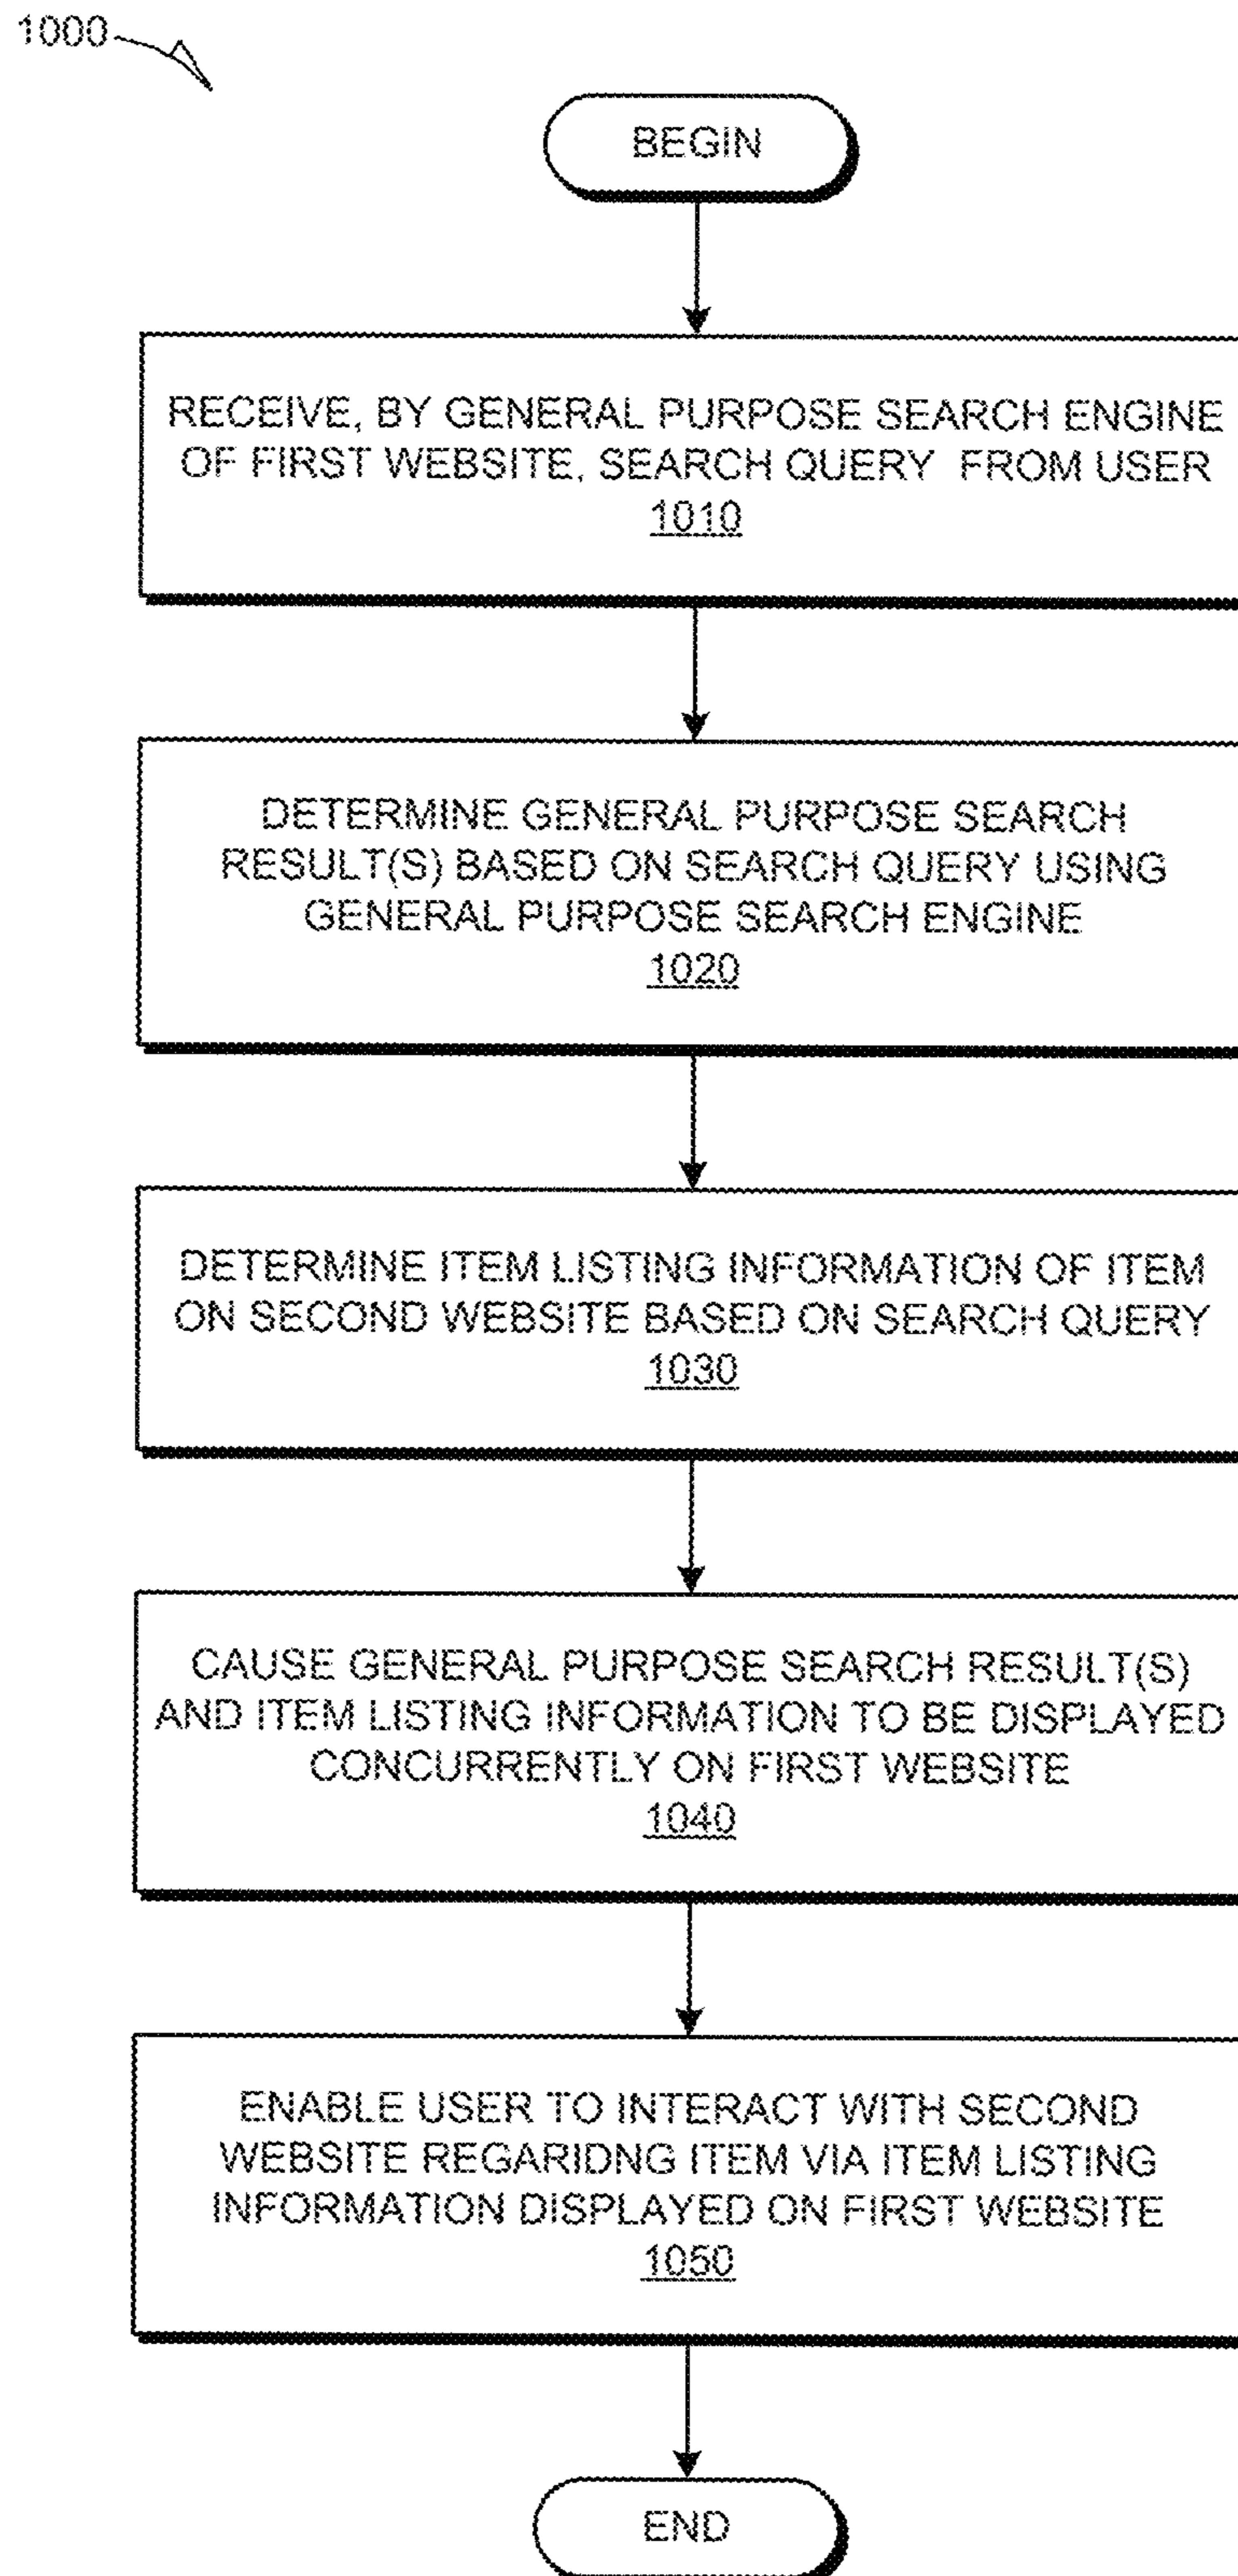 1000
BEGIN
RECEIVE, BY GENERAL PURPOSE SEARCH ENGINE
OF FIRST WEBSITE, SEARCH QUERY FROM USER
1010
DETERMINE GENERAL PURPOSE SEARCH
RESULT(S) BASED ON SEARCH QUERY USING
GENERAL PURPOSE SEARCH ENGINE
1020
DETERMINE ITEM LISTING INFORMATION OF ITEM
ON SECOND WEBSITE BASED ON SEARCH QUERY
1030
CAUSE GENERAL PURPOSE SEARCH RESULT(S)
AND ITEM LISTING INFORMATION TO BE DISPLAYED
CONCURRENTLY ON FIRST WEBSITE
1040
ENABLE USER TO INTERACT WITH SECOND
WEBSITE REGARIDNG ITEM VIA ITEM LISTING
INFORMATION DISPLAYED ON FIRST WEBSITE
1050
END